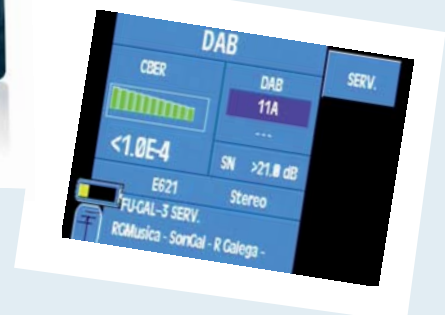 DAB
SERV.
CBER
DAB
11A
---
<1.0E-4
SN >21.0 dB
E621 Stereo
FU-GAL-3 SERV.
RGMusica - SonGal - R Galega -